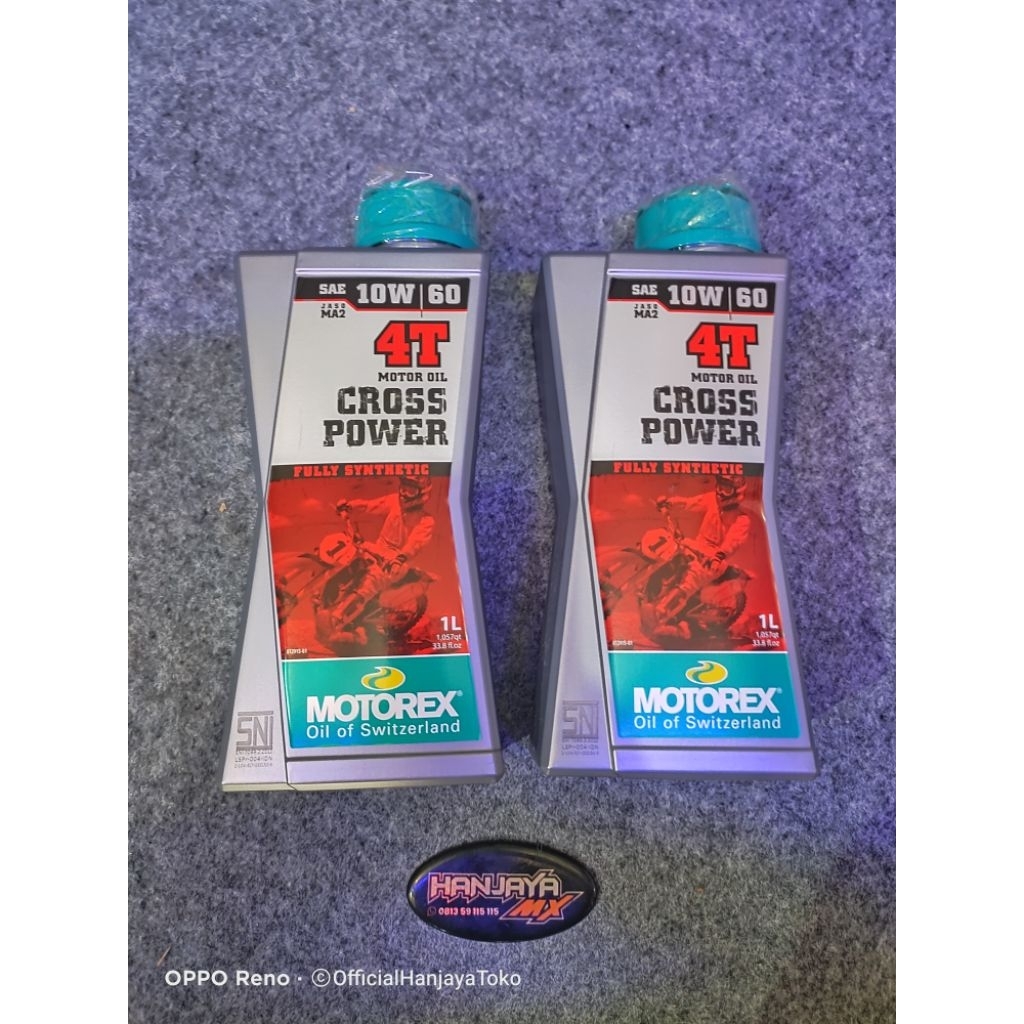 SAE 10W 60
JASO
MA2
4T
MOTOR OIL
CROSS
POWER
FULLY SYNTHETIC
1
1L
1,057qt
33.8 fl.oz
MOTOREX®
Oil of Switzerland
SNI
SAE 10W 60
JASO
MA2
4T
MOTOR OIL
CROSS
POWER
FULLY SYNTHETIC
1
1L
1,057qt
33.8 fl.oz
MOTOREX®
Oil of Switzerland
SNI
HANJAYA
MX
0813 59 115 115
OPPO Reno · ©OfficialHanjayaToko